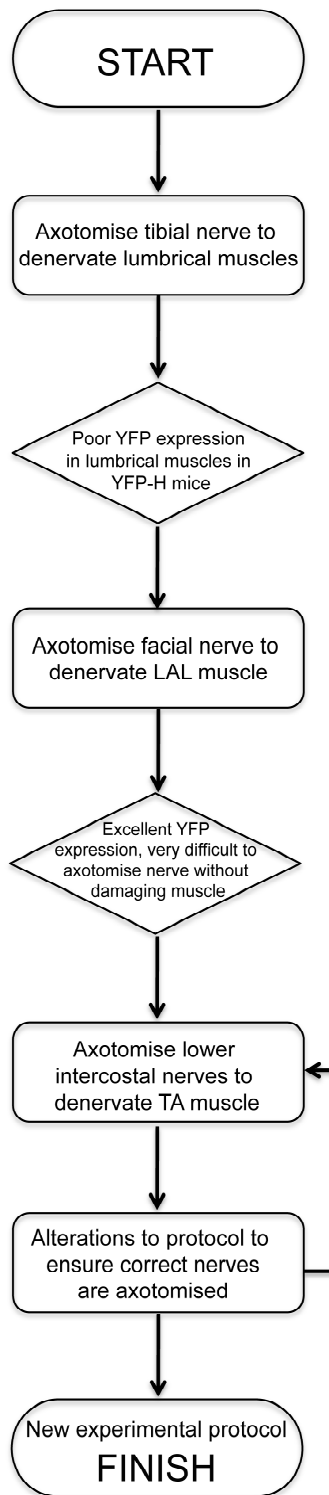 START
Axotomise tibial nerve to
denervate lumbrical muscles
Poor YFP expression
in lumbrical muscles in
YFP-H mice
Axotomise facial nerve to
denervate LAL muscle
Excellent YFP
expression, very difficult to
axotomise nerve without
damaging muscle
Axotomise lower
intercostal nerves to
denervate TA muscle
Alterations to protocol to
ensure correct nerves
are axotomised
New experimental protocol
FINISH